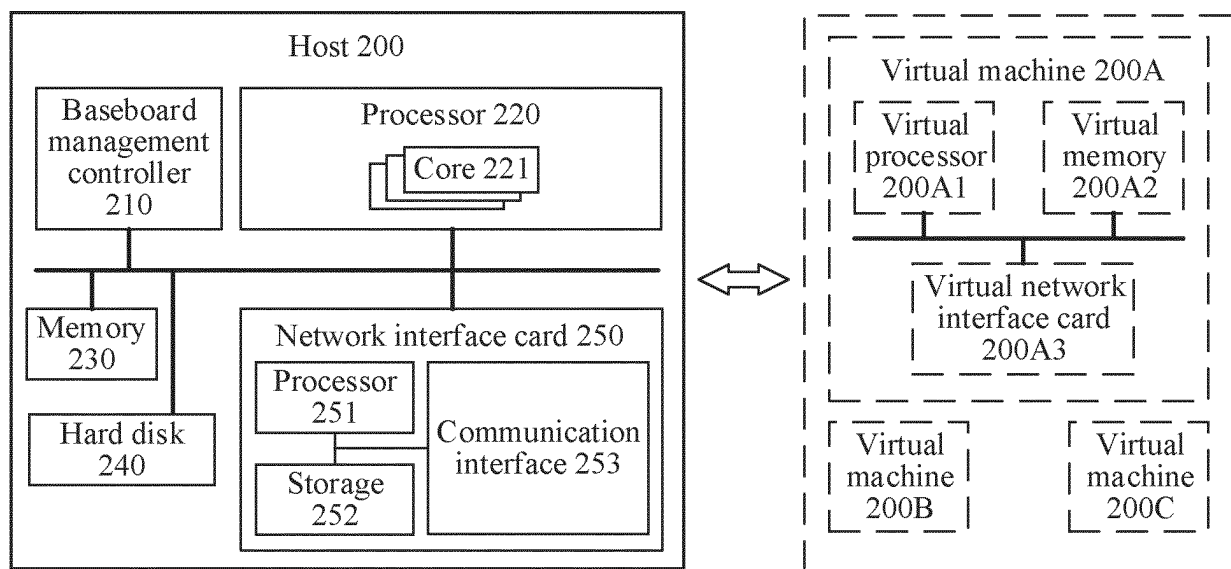 Host 200
Baseboard
management
controller
210
Processor 220
Core 221
Memory
230
Hard disk
240
Network interface card 250
Processor
251
Storage
252
Communication
interface 253
Virtual machine 200A
Virtual
processor
200A1
Virtual
memory
200A2
Virtual network
interface card
200A3
Virtual
machine
200B
Virtual
machine
200C